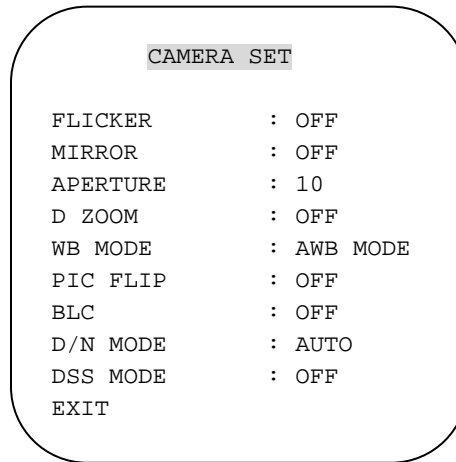 CAMERA SET
FLICKER : OFF
MIRROR : OFF
APERTURE : 10
D ZOOM : OFF
WB MODE : AWB MODE
PIC FLIP : OFF
BLC : OFF
D/N MODE : AUTO
DSS MODE : OFF
EXIT